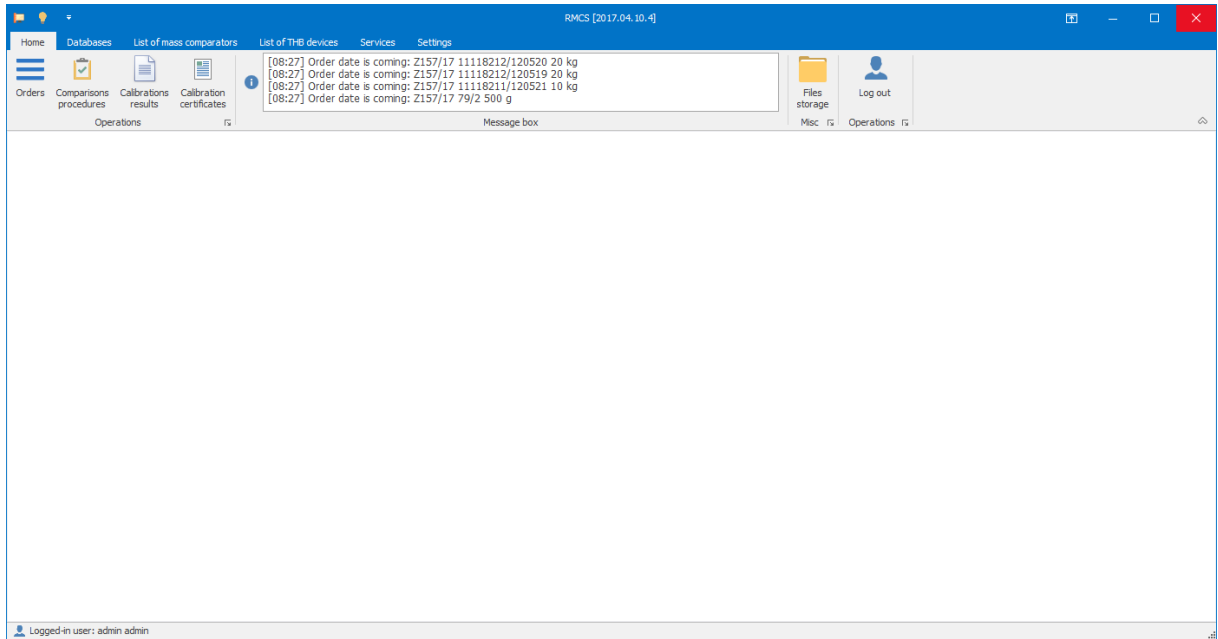 RMCS [2017.04.10.4]
Home Databases List of mass comparators List of THB devices Services Settings
[08:27] Order date is coming: Z157/17 11118212/120520 20 kg
[08:27] Order date is coming: Z157/17 11118212/120519 20 kg
[08:27] Order date is coming: Z157/17 11118211/120521 10 kg
[08:27] Order date is coming: Z157/17 79/2 500 g
Orders Comparisons Calibrations Calibration Files Log out
procedures results certificates storage
Operations Message box Misc Operations
Logged-in user: admin admin